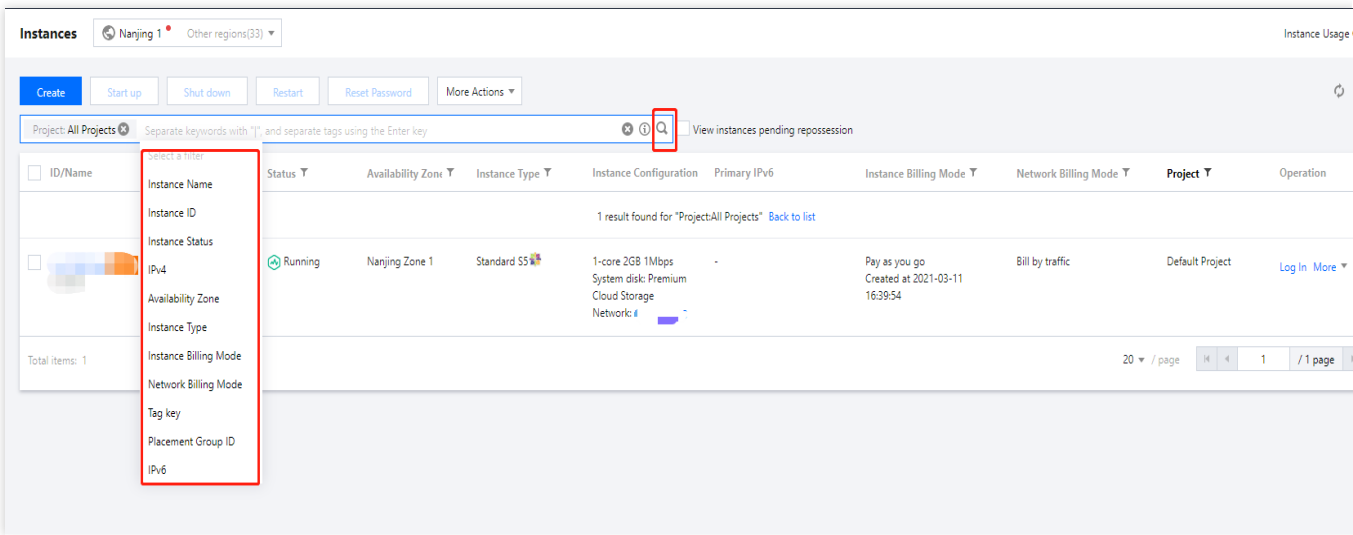 Instances Nanjing 1 Other regions(33) Instance Usage
Create Start up Shut down Restart Reset Password More Actions
Project: All Projects Separate keywords with "|", and separate tags using the Enter key View instances pending repossession
Select a filter
ID/Name Status Availability Zone Instance Type Instance Configuration Primary IPv6 Instance Billing Mode Network Billing Mode Project Operation
Instance Name
Instance ID
1 result found for "Project:All Projects" Back to list
Instance Status
IPv4
Availability Zone
Instance Type
Instance Billing Mode
Network Billing Mode
Tag key
Placement Group ID
IPv6
Running Nanjing Zone 1 Standard S5 1-core 2GB 1Mbps - Pay as you go Bill by traffic Default Project Log In More
System disk: Premium Created at 2021-03-11
Cloud Storage 16:39:54
Network:
Total items: 1 20 / page 1 / 1 page